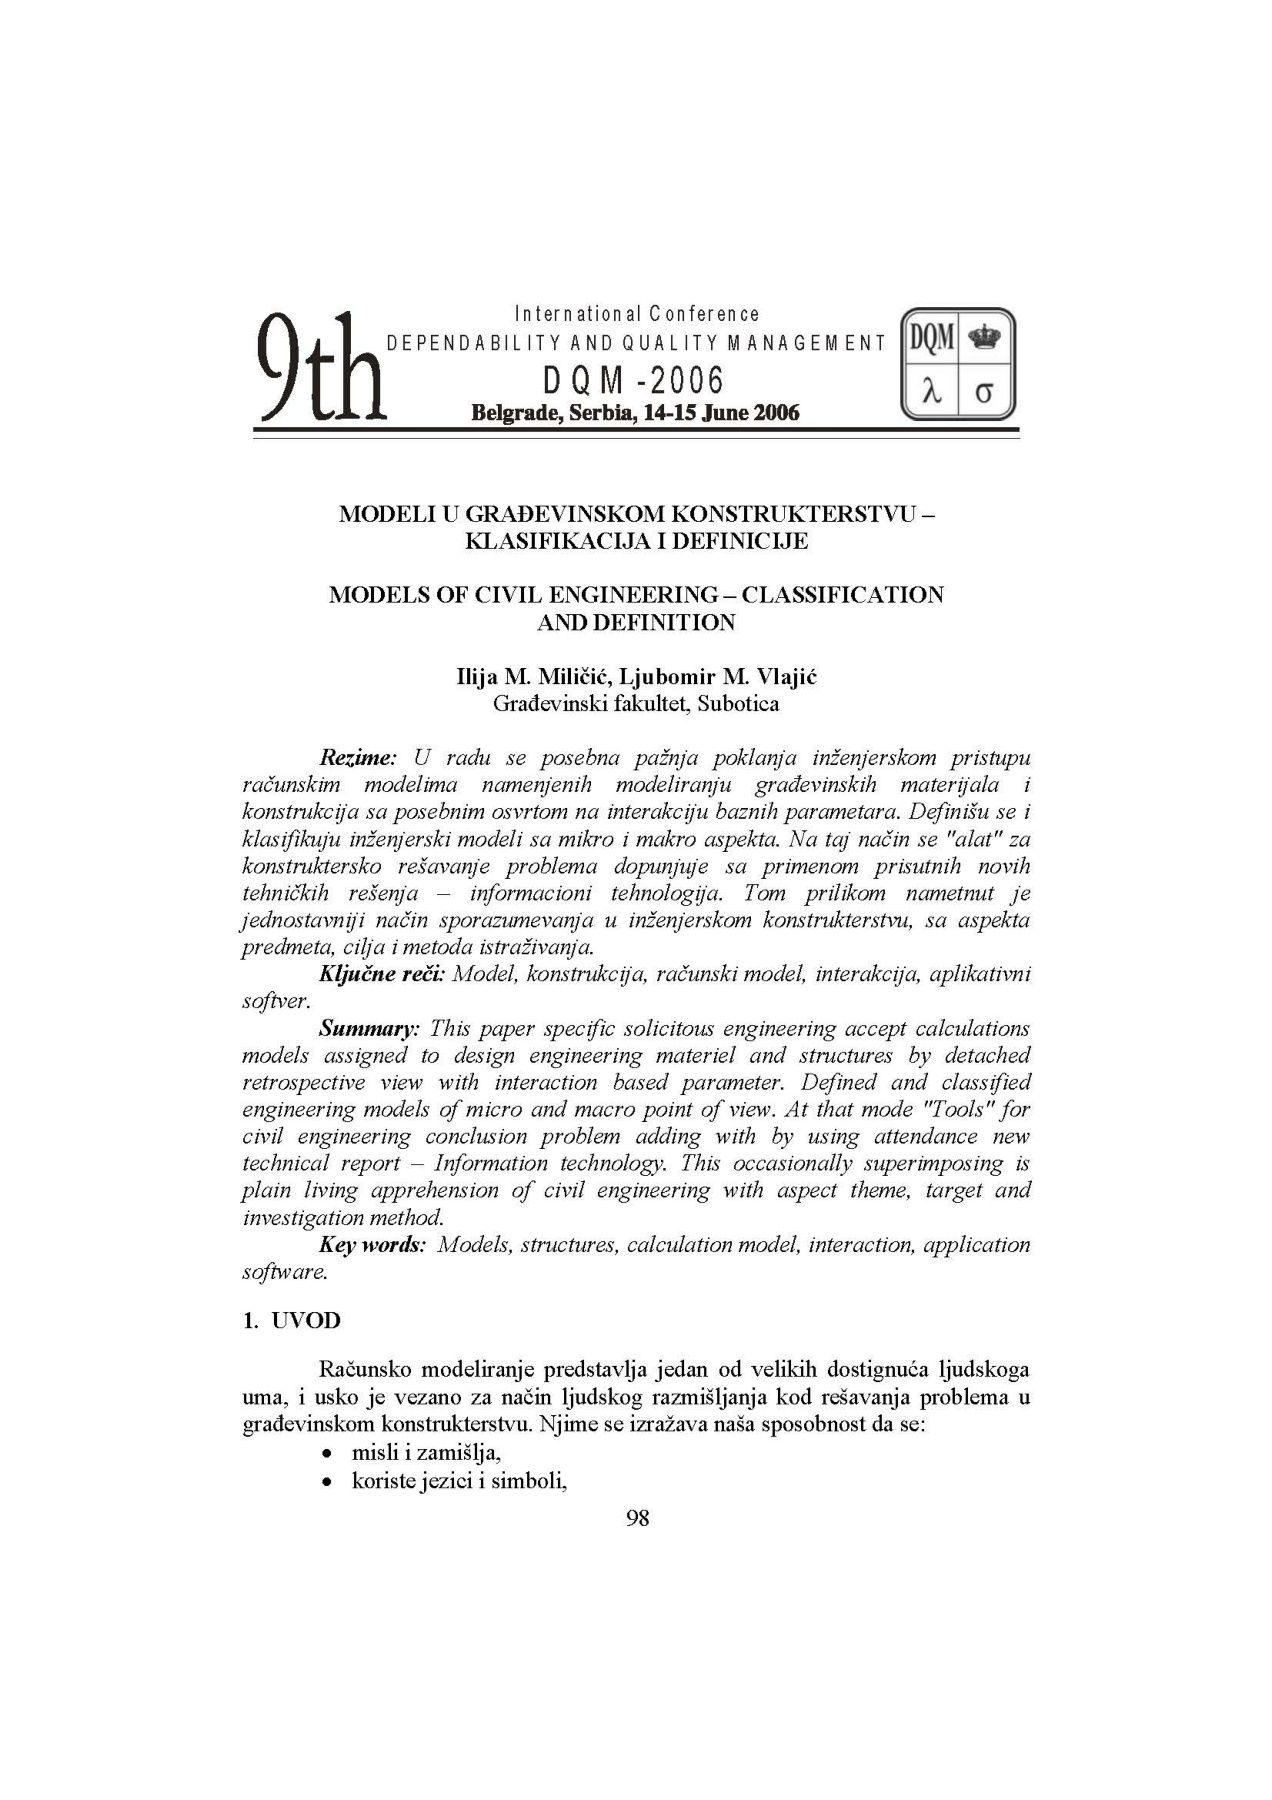 9th
International Conference
DEPENDABILITY AND QUALITY MANAGEMENT
DQM-2006
Belgrade, Serbia, 14-15 June 2006
DQM
λ σ
MODELI U GRAĐEVINSKOM KONSTRUKTERSTVU –
KLASIFIKACIJA I DEFINICIJE
MODELS OF CIVIL ENGINEERING – CLASSIFICATION
AND DEFINITION
Ilija M. Miličić, Ljubomir M. Vlajić
Građevinski fakultet, Subotica
Rezime: U radu se posebna pažnja poklanja inženjerskom pristupu
računskim modelima namenjenih modeliranju građevinskih materijala i
konstrukcija sa posebnim osvrtom na interakciju baznih parametara. Definišu se i
klasifikuju inženjerski modeli sa mikro i makro aspekta. Na taj način se "alat" za
konstruktersko rešavanje problema dopunjuje sa primenom prisutnih novih
tehničkih rešenja – informacioni tehnologija. Tom prilikom nametnut je
jednostavniji način sporazumevanja u inženjerskom konstrukterstvu, sa aspekta
predmeta, cilja i metoda istraživanja.
Ključne reči: Model, konstrukcija, računski model, interakcija, aplikativni
softver.
Summary: This paper specific solicitous engineering accept calculations
models assigned to design engineering materiel and structures by detached
retrospective view with interaction based parameter. Defined and classified
engineering models of micro and macro point of view. At that mode "Tools" for
civil engineering conclusion problem adding with by using attendance new
technical report – Information technology. This occasionally superimposing is
plain living apprehension of civil engineering with aspect theme, target and
investigation method.
Key words: Models, structures, calculation model, interaction, application
software.
1. UVOD
Računsko modeliranje predstavlja jedan od velikih dostignuća ljudskoga
uma, i usko je vezano za način ljudskog razmišljanja kod rešavanja problema u
građevinskom konstrukterstvu. Njime se izražava naša sposobnost da se:
• misli i zamišlja,
• koriste jezici i simboli,
98